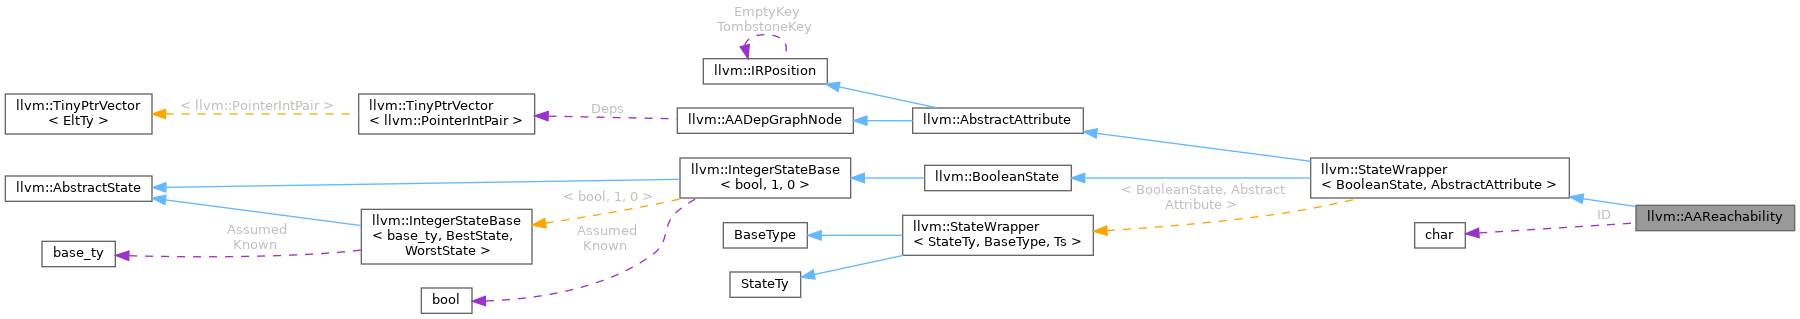 EmptyKey
TombstoneKey
llvm::IRPosition
llvm::TinyPtrVector
< EltTy >
< llvm::PointerIntPair >
llvm::TinyPtrVector
< llvm::PointerIntPair >
Deps
llvm::AADepGraphNode
llvm::AbstractAttribute
llvm::AbstractState
llvm::IntegerStateBase
< bool, 1, 0 >
llvm::BooleanState
llvm::StateWrapper
< BooleanState, AbstractAttribute >
< bool, 1, 0 >
< BooleanState, Abstract
Attribute >
ID
llvm::AAReachability
llvm::IntegerStateBase
< base_ty, BestState,
WorstState >
Assumed
Known
Assumed
Known
base_ty
BaseType
llvm::StateWrapper
< StateTy, BaseType, Ts >
char
StateTy
bool